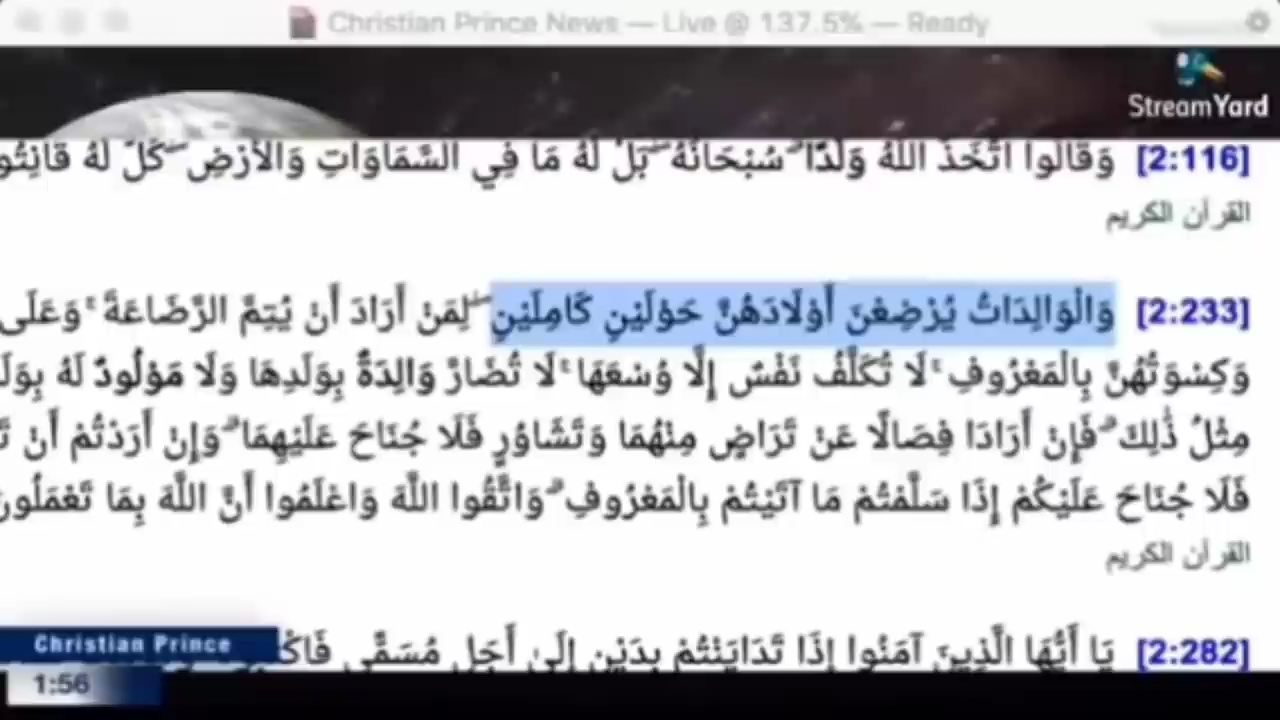 Christian Prince News — Live @ 137.5% — Ready
StreamYard
[2:116] وَقَالُوا اتَّخَذَ اللَّهُ وَلَدًا ۗ سُبْحَانَهُ ۖ بَلْ لَهُ مَا فِي السَّمَاوَاتِ وَالْأَرْضِ ۖ كُلٌّ لَهُ
القرآن الكريم
[2:233] وَالْوَالِدَاتُ يُرْضِعْنَ أَوْلَادَهُنَّ حَوْلَيْنِ كَامِلَيْنِ ۖ لِمَنْ أَرَادَ أَنْ يُتِمَّ الرَّضَاعَةَ ۚ وَعَلَى
وَكِسْوَتُهُنَّ بِالْمَعْرُوفِ ۚ لَا تُكَلَّفُ نَفْسٌ إِلَّا وُسْعَهَا ۚ لَا تُضَارَّ وَالِدَةٌ بِوَلَدِهَا وَلَا مَوْلُودٌ لَهُ
مِثْلُ ذَٰلِكَ ۗ فَإِنْ أَرَادَا فِصَالًا عَنْ تَرَاضٍ مِنْهُمَا وَتَشَاوُرٍ فَلَا جُنَاحَ عَلَيْهِمَا ۗ وَإِنْ أَرَدْتُمْ أَنْ
فَلَا جُنَاحَ عَلَيْكُمْ إِذَا سَلَّمْتُمْ مَا آتَيْتُمْ بِالْمَعْرُوفِ ۗ وَاتَّقُوا اللَّهَ وَاعْلَمُوا أَنَّ اللَّهَ بِمَا تَعْمَلُونَ
القرآن الكريم
[2:282] يَا أَيُّهَا الَّذِينَ آمَنُوا إِذَا تَدَايَنْتُمْ بِدَيْنٍ إِلَىٰ أَجَلٍ مُسَمًّى
Christian Prince
1:56